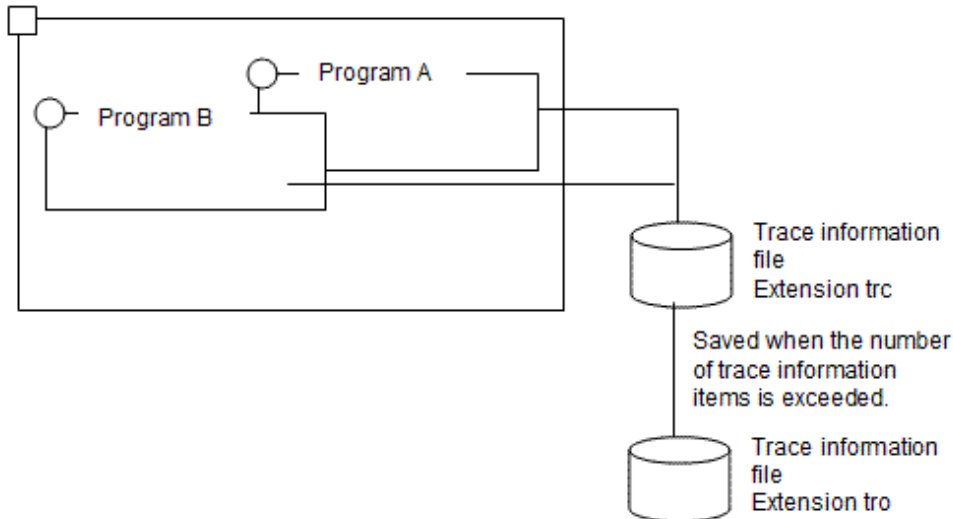 Program A
Program B
Trace information
file
Extension trc
Saved when the number
of trace information
items is exceeded.
Trace information
file
Extension tro